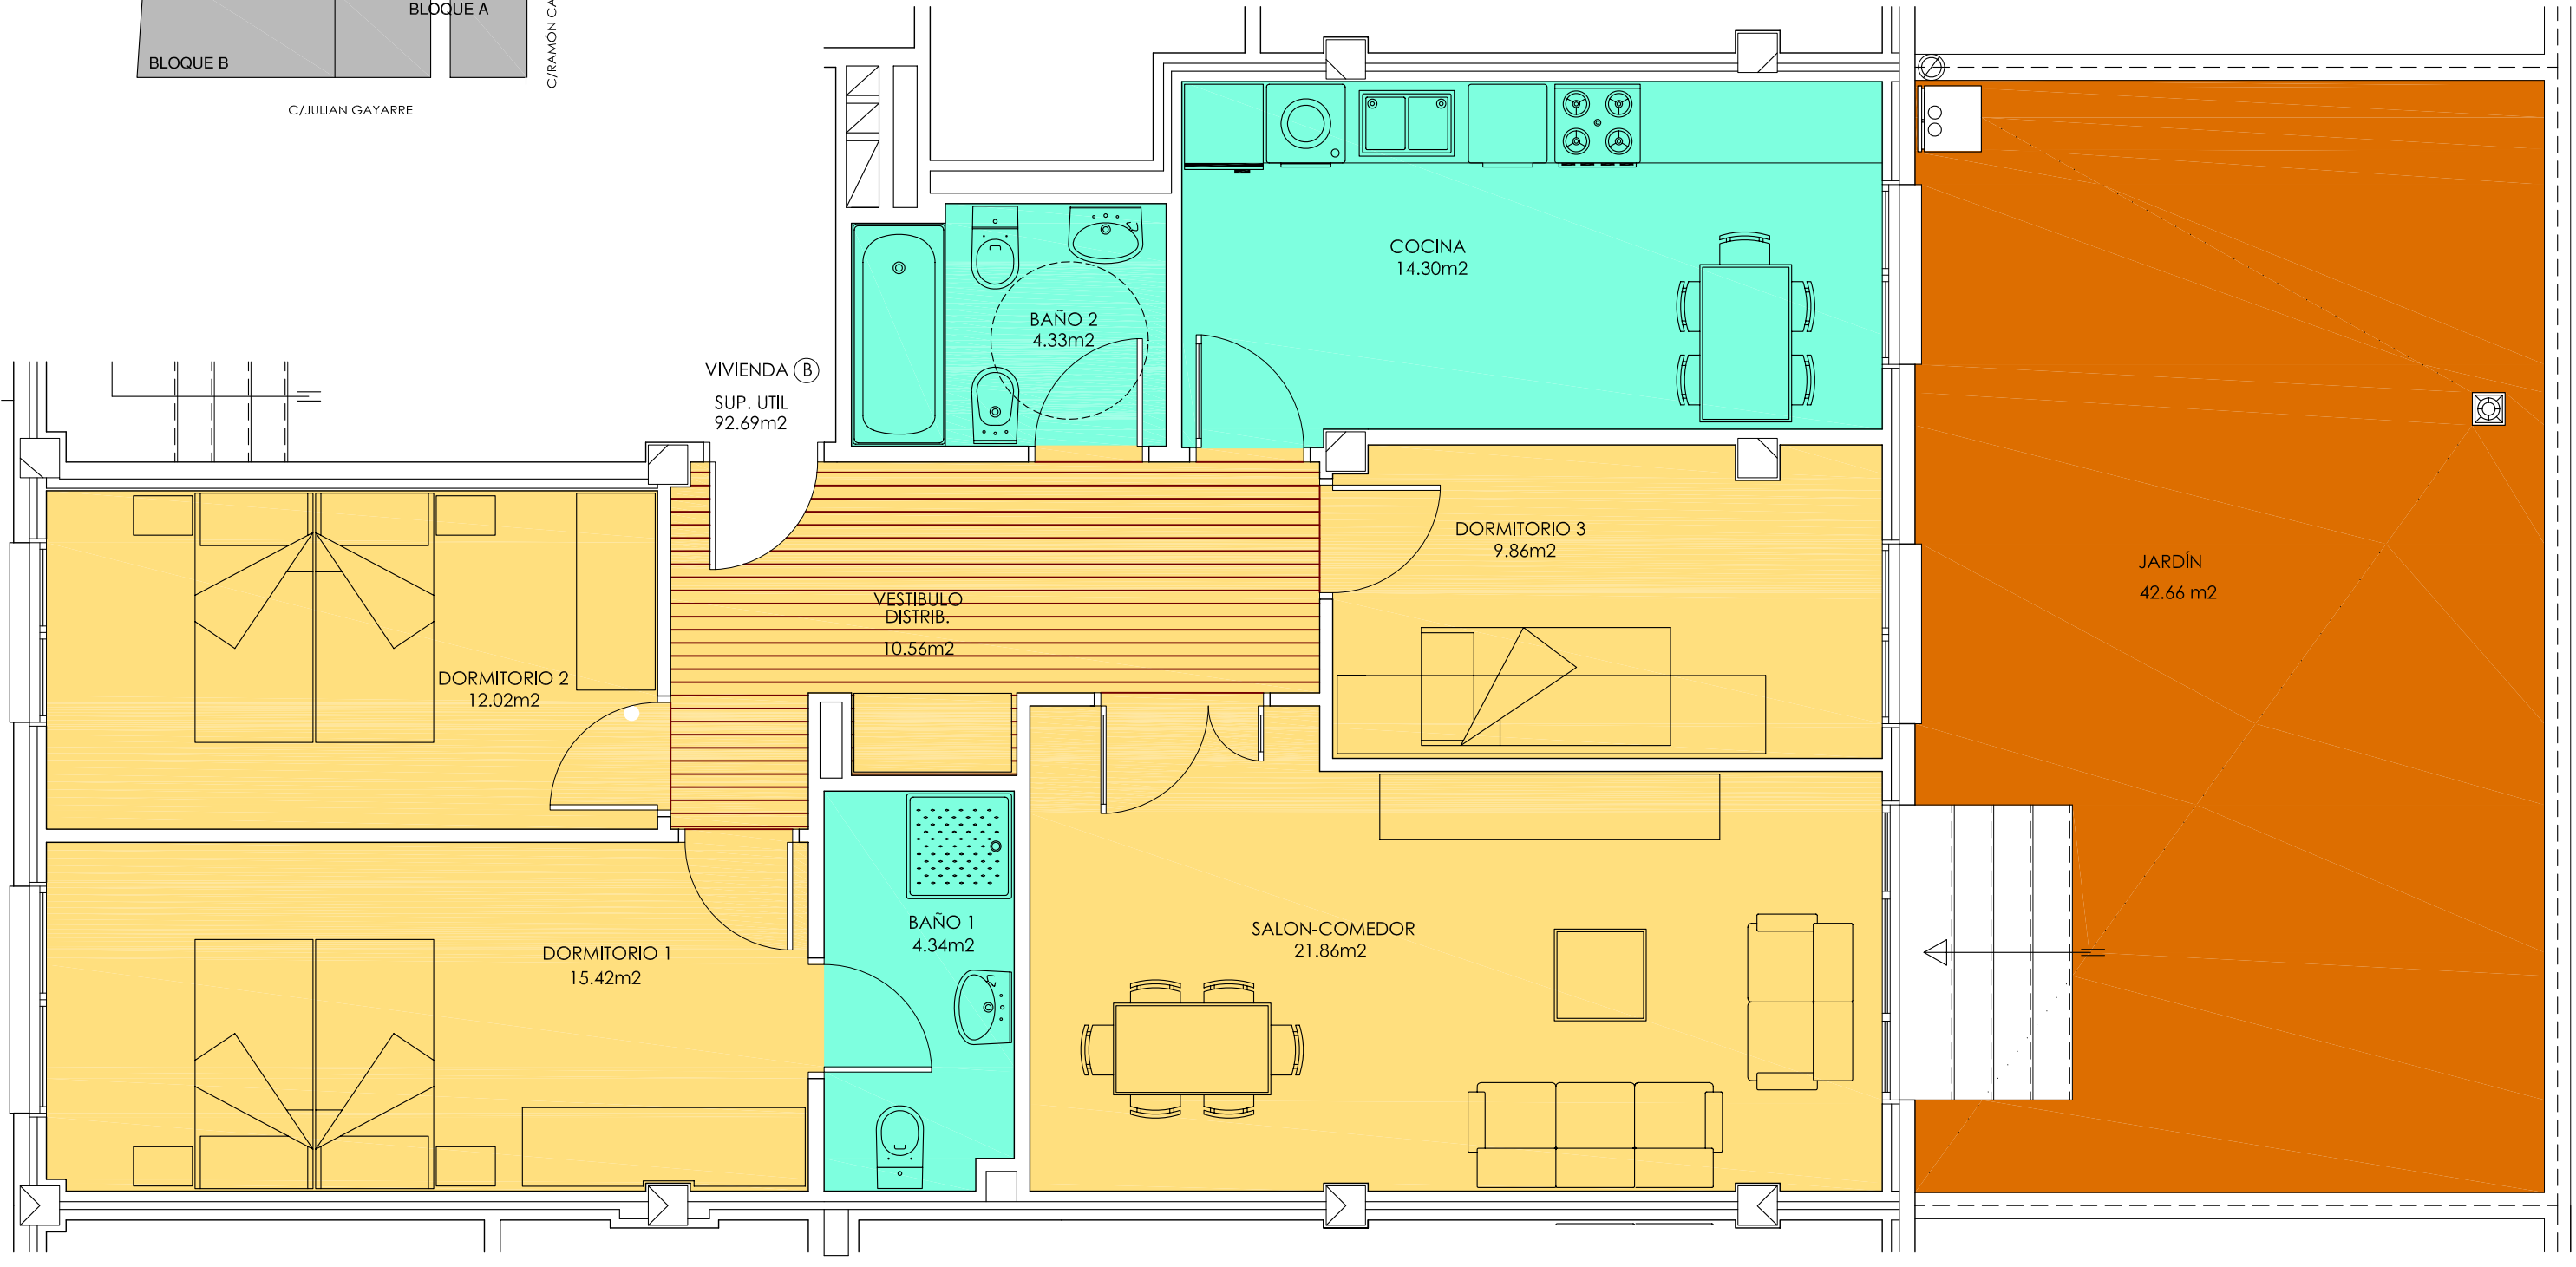 BLOQUE A
BLOQUE B
C/RAMÓN CA
C/JULIAN GAYARRE
COCINA
14.30m2
BAÑO 2
4.33m2
VIVIENDA B
SUP. UTIL
92.69m2
DORMITORIO 3
9.86m2
JARDÍN
42.66 m2
VESTIBULO
DISTRIB.
10.56m2
DORMITORIO 2
12.02m2
BAÑO 1
4.34m2
SALON-COMEDOR
21.86m2
DORMITORIO 1
15.42m2